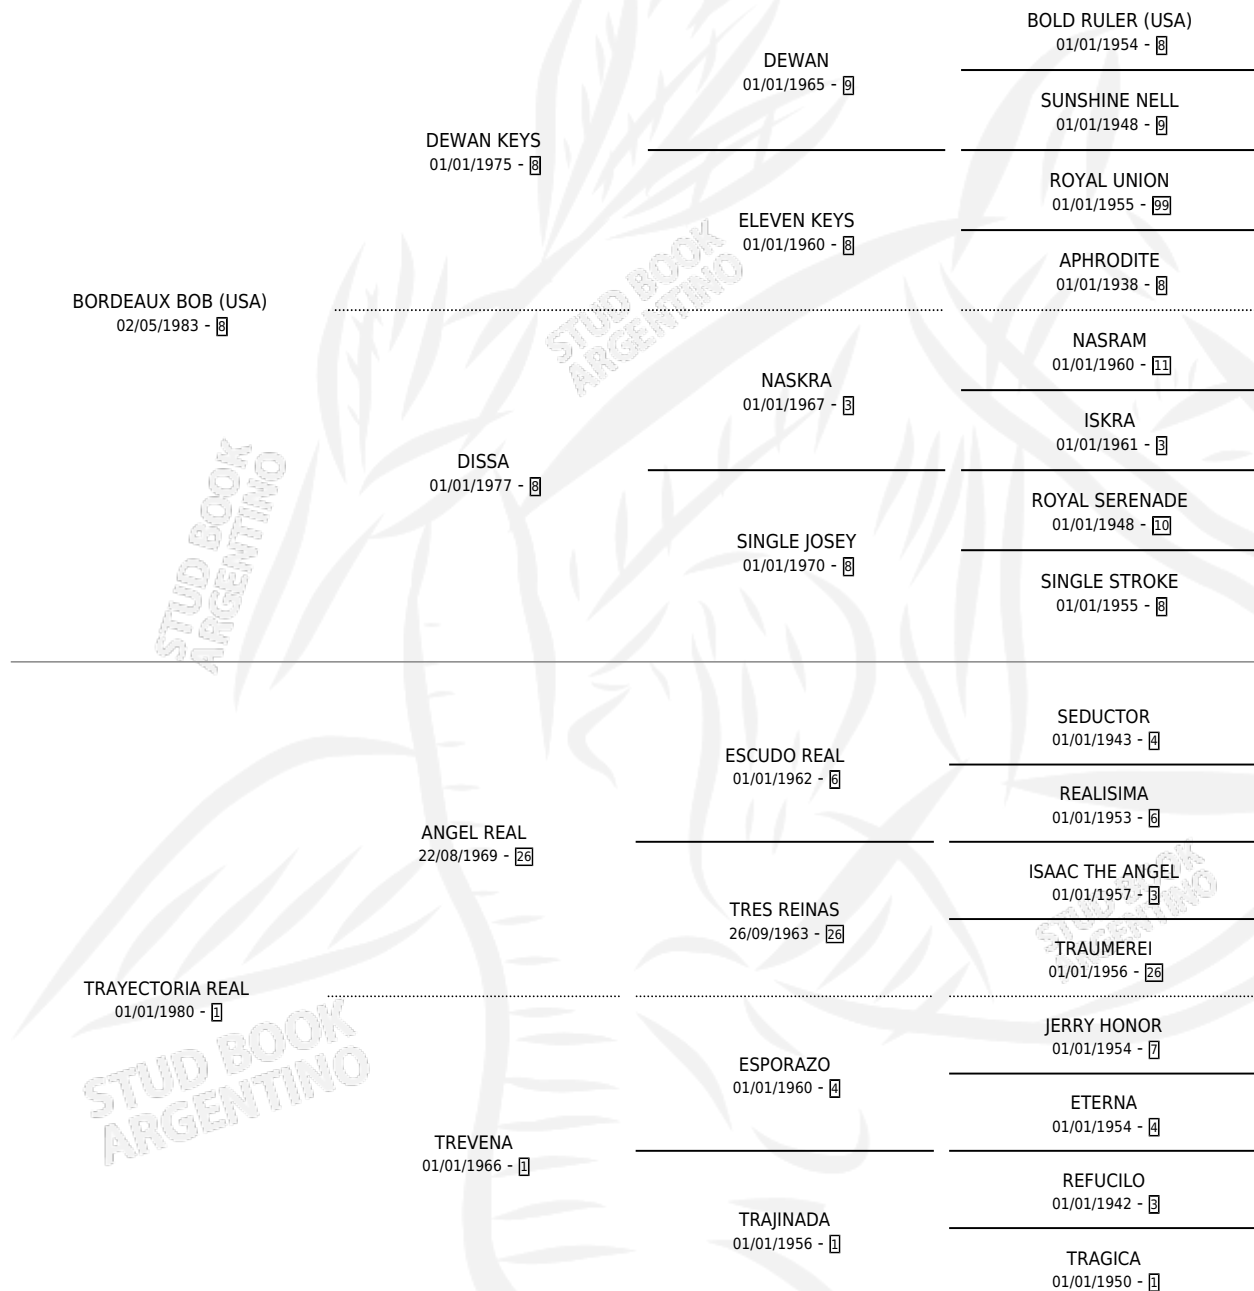 BOLD RULER (USA)
01/01/1954 - 8
DEWAN
01/01/1965 - 9
SUNSHINE NELL
01/01/1948 - 9
DEWAN KEYS
01/01/1975 - 8
ROYAL UNION
01/01/1955 - 99
ELEVEN KEYS
01/01/1960 - 8
APHRODITE
01/01/1938 - 8
BORDEAUX BOB (USA)
02/05/1983 - 8
NASRAM
01/01/1960 - 11
NASKRA
01/01/1967 - 3
ISKRA
01/01/1961 - 3
DISSA
01/01/1977 - 8
ROYAL SERENADE
01/01/1948 - 10
SINGLE JOSEY
01/01/1970 - 8
SINGLE STROKE
01/01/1955 - 8
STUD BOOK
ARGENTINO
STUD BOOK
ARGENTINO
SEDUCTOR
01/01/1943 - 4
ESCUDO REAL
01/01/1962 - 6
REALISIMA
01/01/1953 - 6
ANGEL REAL
22/08/1969 - 26
ISAAC THE ANGEL
01/01/1957 - 3
TRES REINAS
26/09/1963 - 26
TRAUMEREI
01/01/1956 - 26
STUD BOOK
ARGENTINO
TRAYECTORIA REAL
01/01/1980 - 1
JERRY HONOR
01/01/1954 - 7
ESPORAZO
01/01/1960 - 4
ETERNA
01/01/1954 - 4
STUD BOOK
ARGENTINO
TREVENA
01/01/1966 - 1
REFUCILO
01/01/1942 - 3
TRAJINADA
01/01/1956 - 1
TRAGICA
01/01/1950 - 1